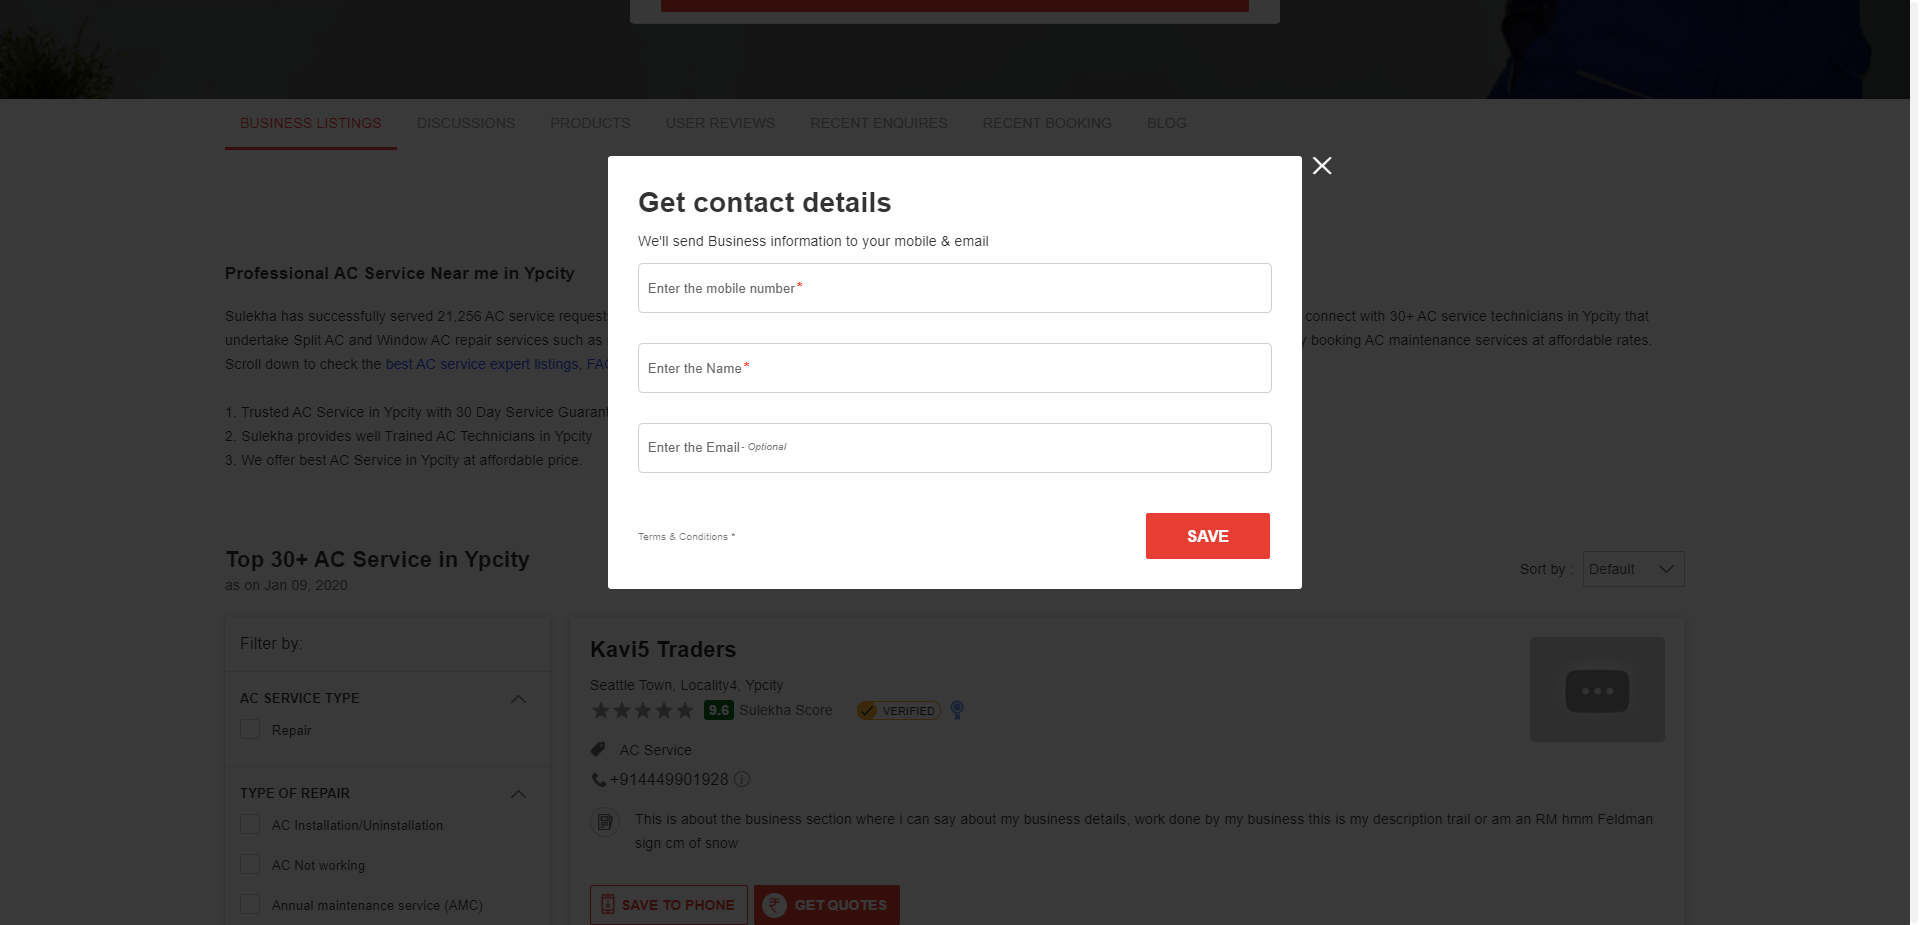 BUSINESS LISTINGS DISCUSSIONS PRODUCTS USER REVIEWS RECENT ENQUIRES RECENT BOOKING BLOG
Get contact details
We'll send Business information to your mobile & email
Enter the mobile number*
Enter the Name*
Enter the Email- Optional
Terms & Conditions *
SAVE
Professional AC Service Near me in Ypcity
Sulekha has successfully served 21,256 AC service request connect with 30+ AC service technicians in Ypcity that
undertake Split AC and Window AC repair services such as booking AC maintenance services at affordable rates.
Scroll down to check the best AC service expert listings, FAQ
1. Trusted AC Service in Ypcity with 30 Day Service Guarant
2. Sulekha provides well Trained AC Technicians in Ypcity
3. We offer best AC Service in Ypcity at affordable price.
Top 30+ AC Service in Ypcity
as on Jan 09, 2020
Sort by : Default
Filter by:
AC SERVICE TYPE
Repair
TYPE OF REPAIR
AC Installation/Uninstallation
AC Not working
Annual maintenance service (AMC)
Kavi5 Traders
Seattle Town, Locality4, Ypcity
9.6 Sulekha Score VERIFIED
AC Service
+914449901928
This is about the business section where i can say about my business details, work done by my business this is my description trail or am an RM hmm Feldman
sign cm of snow
SAVE TO PHONE GET QUOTES